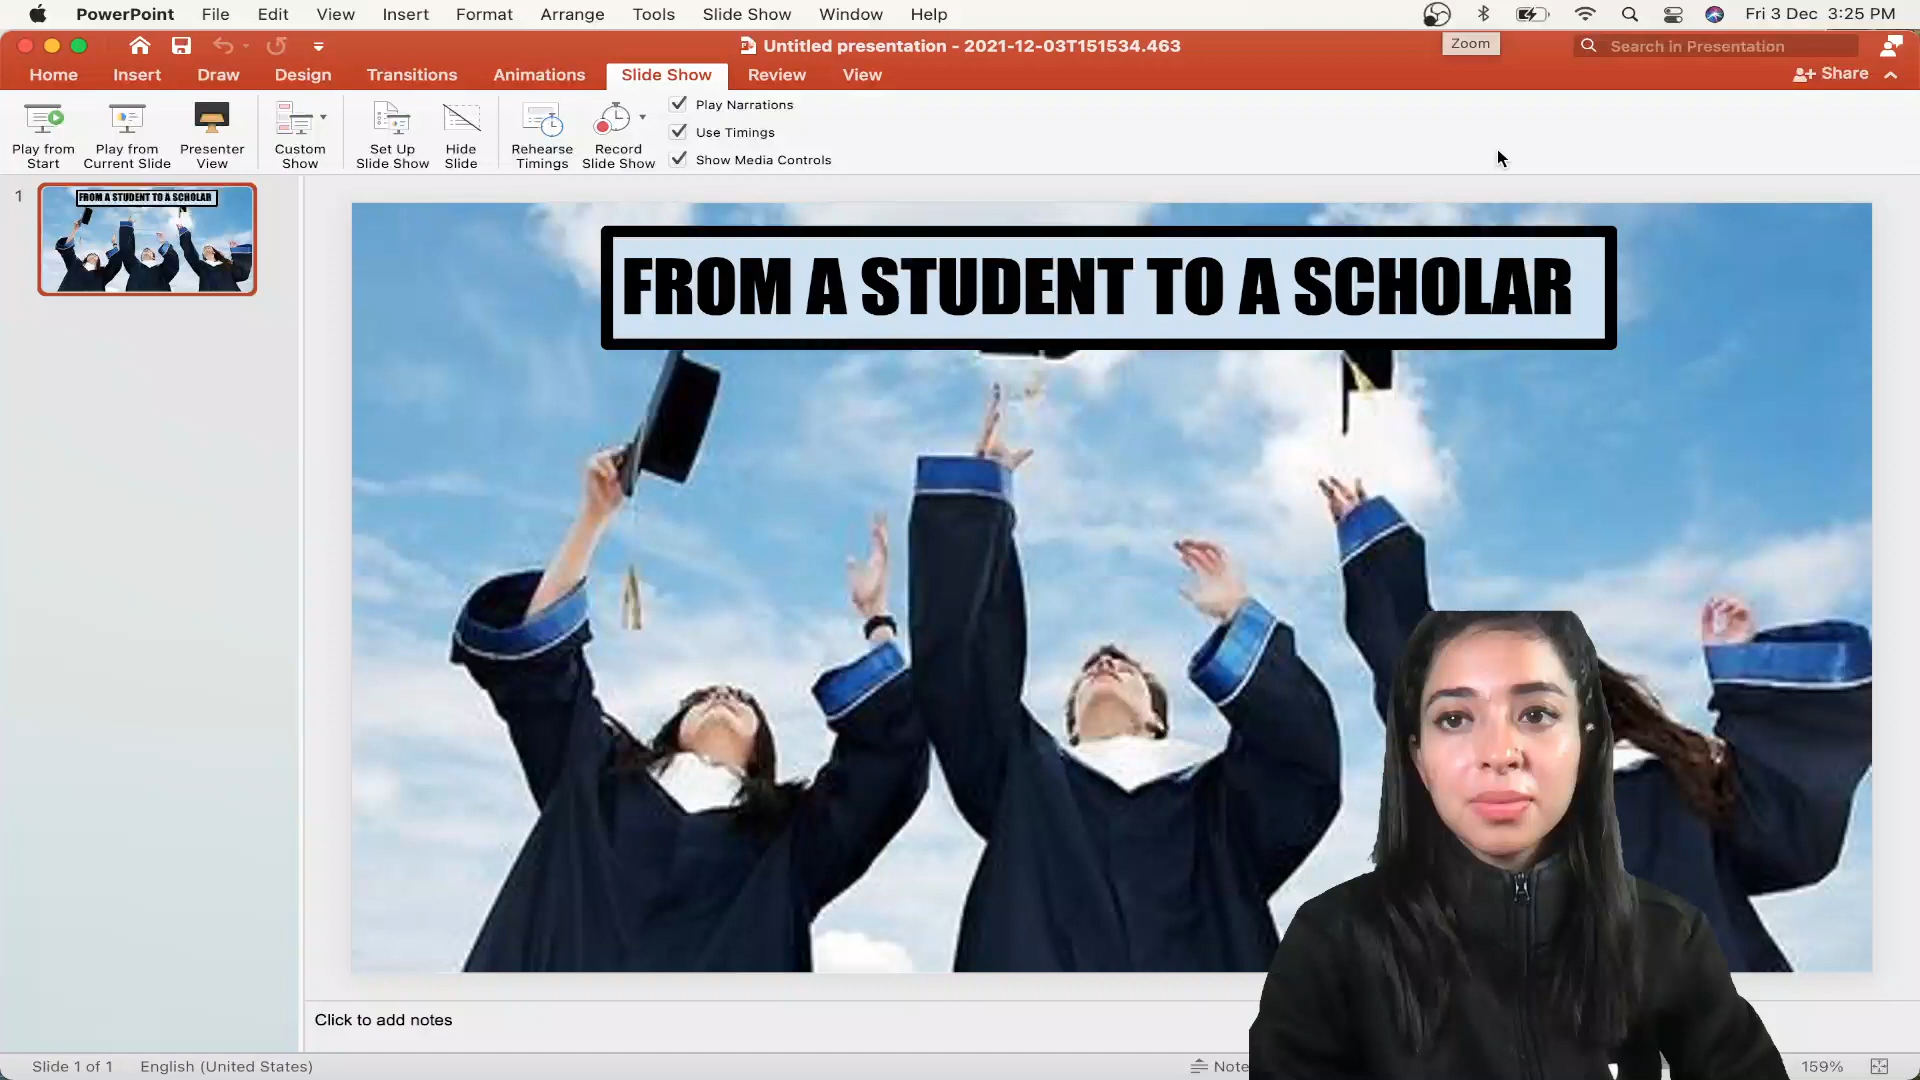 PowerPoint File Edit View Insert Format Arrange Tools Slide Show Window Help Fri 3 Dec 3:25 PM
Untitled presentation - 2021-12-03T151534.463 Zoom Search in Presentation
Home Insert Draw Design Transitions Animations Slide Show Review View Share
Play from Start
Play from Current Slide
Presenter View
Custom Show
Set Up Slide Show
Hide Slide
Rehearse Timings
Record Slide Show
Play Narrations
Use Timings
Show Media Controls
1
FROM A STUDENT TO A SCHOLAR
FROM A STUDENT TO A SCHOLAR
Click to add notes
Slide 1 of 1 English (United States) Note 159%